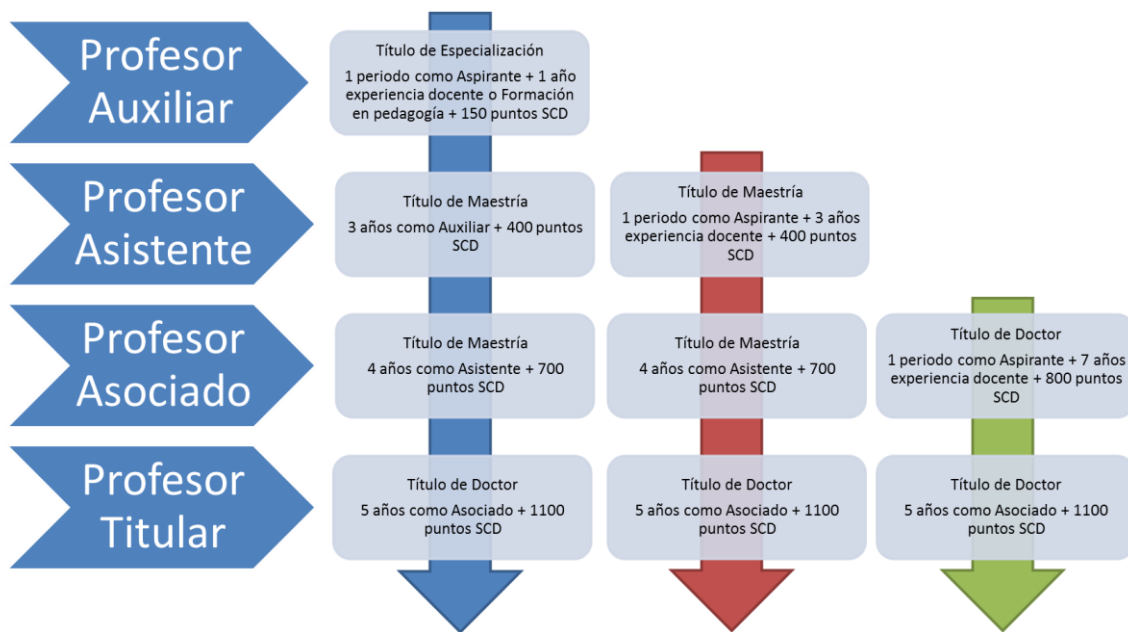 Profesor
Auxiliar
Título de Especialización
1 periodo como Aspirante + 1 año
experiencia docente o Formación
en pedagogía + 150 puntos SCD
Profesor
Asistente
Título de Maestría
3 años como Auxiliar + 400 puntos
SCD
Título de Maestría
1 periodo como Aspirante + 3 años
experiencia docente + 400 puntos
SCD
Profesor
Asociado
Título de Maestría
4 años como Asistente + 700
puntos SCD
Título de Maestría
4 años como Asistente + 700
puntos SCD
Título de Doctor
1 periodo como Aspirante + 7 años
experiencia docente + 800 puntos
SCD
Profesor
Titular
Título de Doctor
5 años como Asociado + 1100
puntos SCD
Título de Doctor
5 años como Asociado + 1100
puntos SCD
Título de Doctor
5 años como Asociado + 1100
puntos SCD